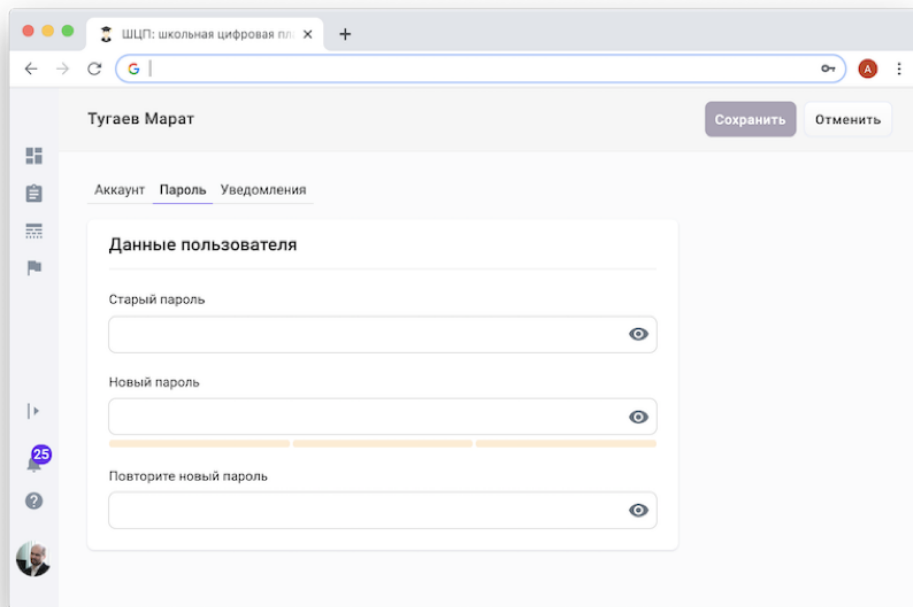 ШЦП: школьная цифровая пл
Тугаев Марат
Сохранить
Отменить
Аккаунт Пароль Уведомления
Данные пользователя
Старый пароль
Новый пароль
25
Повторите новый пароль
A